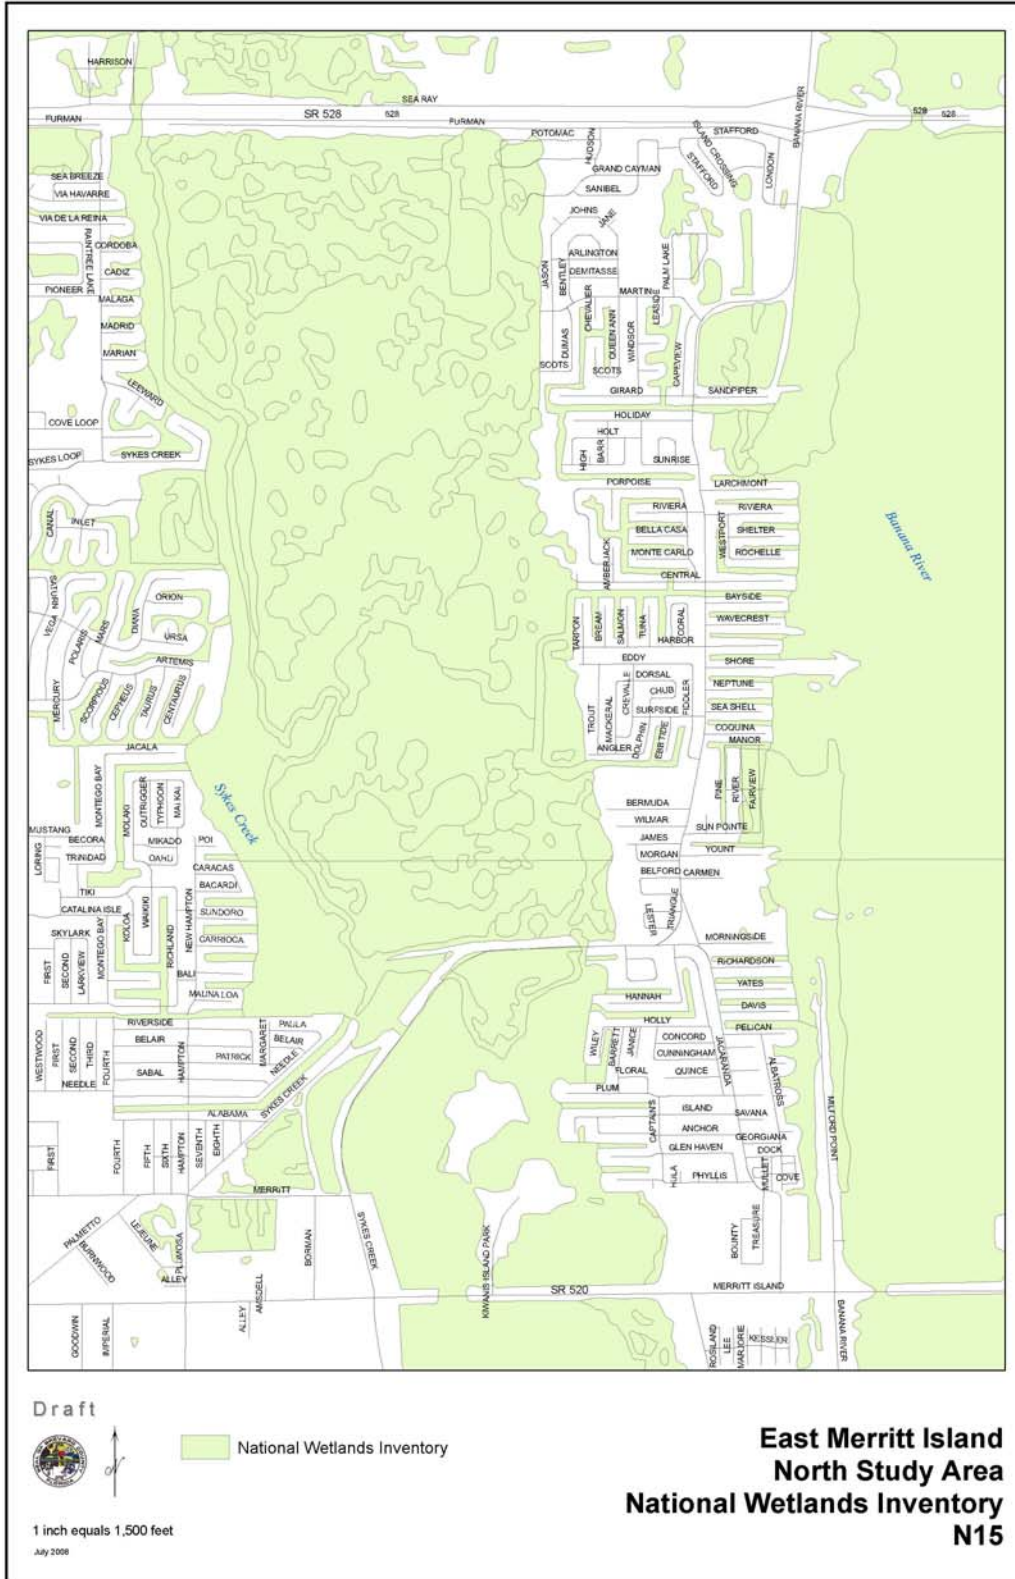 HARRISON
SEA RAY
SR 528
528
FURMAN
FURMAN
528
528
BANANA RIVER
POTOMAC
HUDSON
ISLAND CROSSING
STAFFORD
STAFFORD
LONDON
GRAND CAYMAN
SANIBEL
SEA BREEZE
VIA HAVARRE
VIA DE LA REINA
RAINTREE LAKE
CORDOBA
CADIZ
PIONEER
MALAGA
MADRID
MARIAN
LEEWARD
COVE LOOP
SYKES LOOP
SYKES CREEK
JOHNS
JANE
ARLINGTON
DEMITASSE
JASON
BENTLEY
CHEVALIER
MARTINE
PALM LAKE
LEASIDE
DUMAS
QUEEN ANN
WINDSOR
SCOTS
SCOTS
CAPEVIEW
GIRARD
SANDPIPER
HOLIDAY
HOLT
HIGH
BARR
SUNRISE
PORPOISE
LARCHMONT
RIVIERA
RIVIERA
BELLA CASA
WESTPORT
SHELTER
MONTE CARLO
ROCHELLE
AMBERJACK
CENTRAL
BAYSIDE
Banana River
CANAL
INLET
SATURN
VEGA
POLARIS
MARS
DIANA
ORION
URSA
ARTEMIS
MERCURY
SCORPIOUS
CEPHEUS
TAURUS
CENTAURUS
TARPON
BREAM
SALMON
TUNA
CORAL
HARBOR
WAVECREST
EDDY
SHORE
DORSAL
CHUB
NEPTUNE
TROUT
MACKERAL
CREVALLE
SURFSIDE
FIDDLER
SEA SHELL
DOLPHIN
EBBTIDE
COQUINA
ANGLER
MANOR
JACALA
MONTEGO BAY
MOLAKI
OUTRIGGER
TYPHOON
MAI KAI
Sykes Creek
PINE
RIVER
FAIRVIEW
BERMUDA
WILMAR
SUN POINTE
JAMES
MORGAN
YOUNT
BELFORD
CARMEN
MUSTANG
BECORA
MIKADO
POI
LORING
TRINIDAD
OAHU
CARACAS
TIKI
BACARDI
CATALINA ISLE
KOLOA
WAIKIKI
NEW HAMPTON
SUNDORO
SKYLARK
MONTEGO BAY
RICHLAND
CARRIOCA
FIRST
SECOND
LARKVIEW
BALI
MAUNA LOA
LESTER
TRIANGLE
MORNINGSIDE
RICHARDSON
YATES
HANNAH
DAVIS
HOLLY
PELICAN
RIVERSIDE
MARGARET
PAULA
WESTWOOD
FIRST
SECOND
THIRD
FOURTH
BELAIR
BELAIR
HAMPTON
PATRICK
NEEDLE
NEEDLE
SABAL
SYKES CREEK
ALABAMA
WILEY
BARRETT
JANICE
CONCORD
CUNNINGHAM
JACARANDA
FLORAL
QUINCE
ALBATROSS
PLUM
MILFORD POINT
CAPTAIN'S
ISLAND
SAVANA
ANCHOR
GEORGIANA
GLEN HAVEN
DOCK
HULA
PHYLLIS
MULLET
COVE
FIRST
FOURTH
FIFTH
SIXTH
HAMPTON
SEVENTH
EIGHTH
MERRITT
PALMETTO
BURNWOOD
LEJEUNE
PLUMOSA
ALLEY
BORMAN
SYKES CREEK
KIWANIS ISLAND PARK
BOUNTY
TREASURE
SR 520
MERRITT ISLAND
GOODWIN
IMPERIAL
ALLEY
AMSDELL
ROSILAND
LEE
MARJORIE
KESSLER
BANANA RIVER
Draft
N
National Wetlands Inventory
East Merritt Island
North Study Area
National Wetlands Inventory
N15
1 inch equals 1,500 feet
July 2008